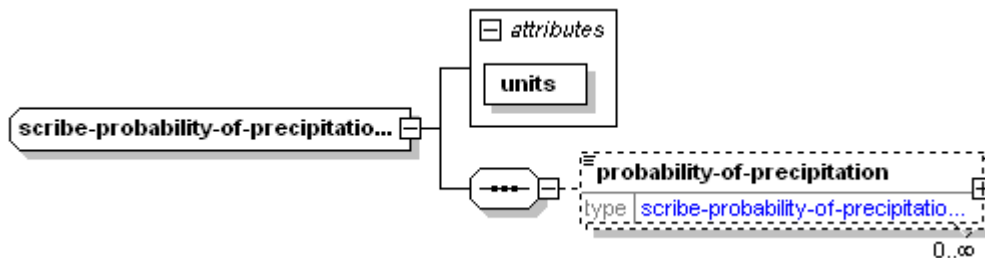 attributes
units
scribe-probability-of-precipitatio...
probability-of-precipitation
type scribe-probability-of-precipitatio...
0..∞